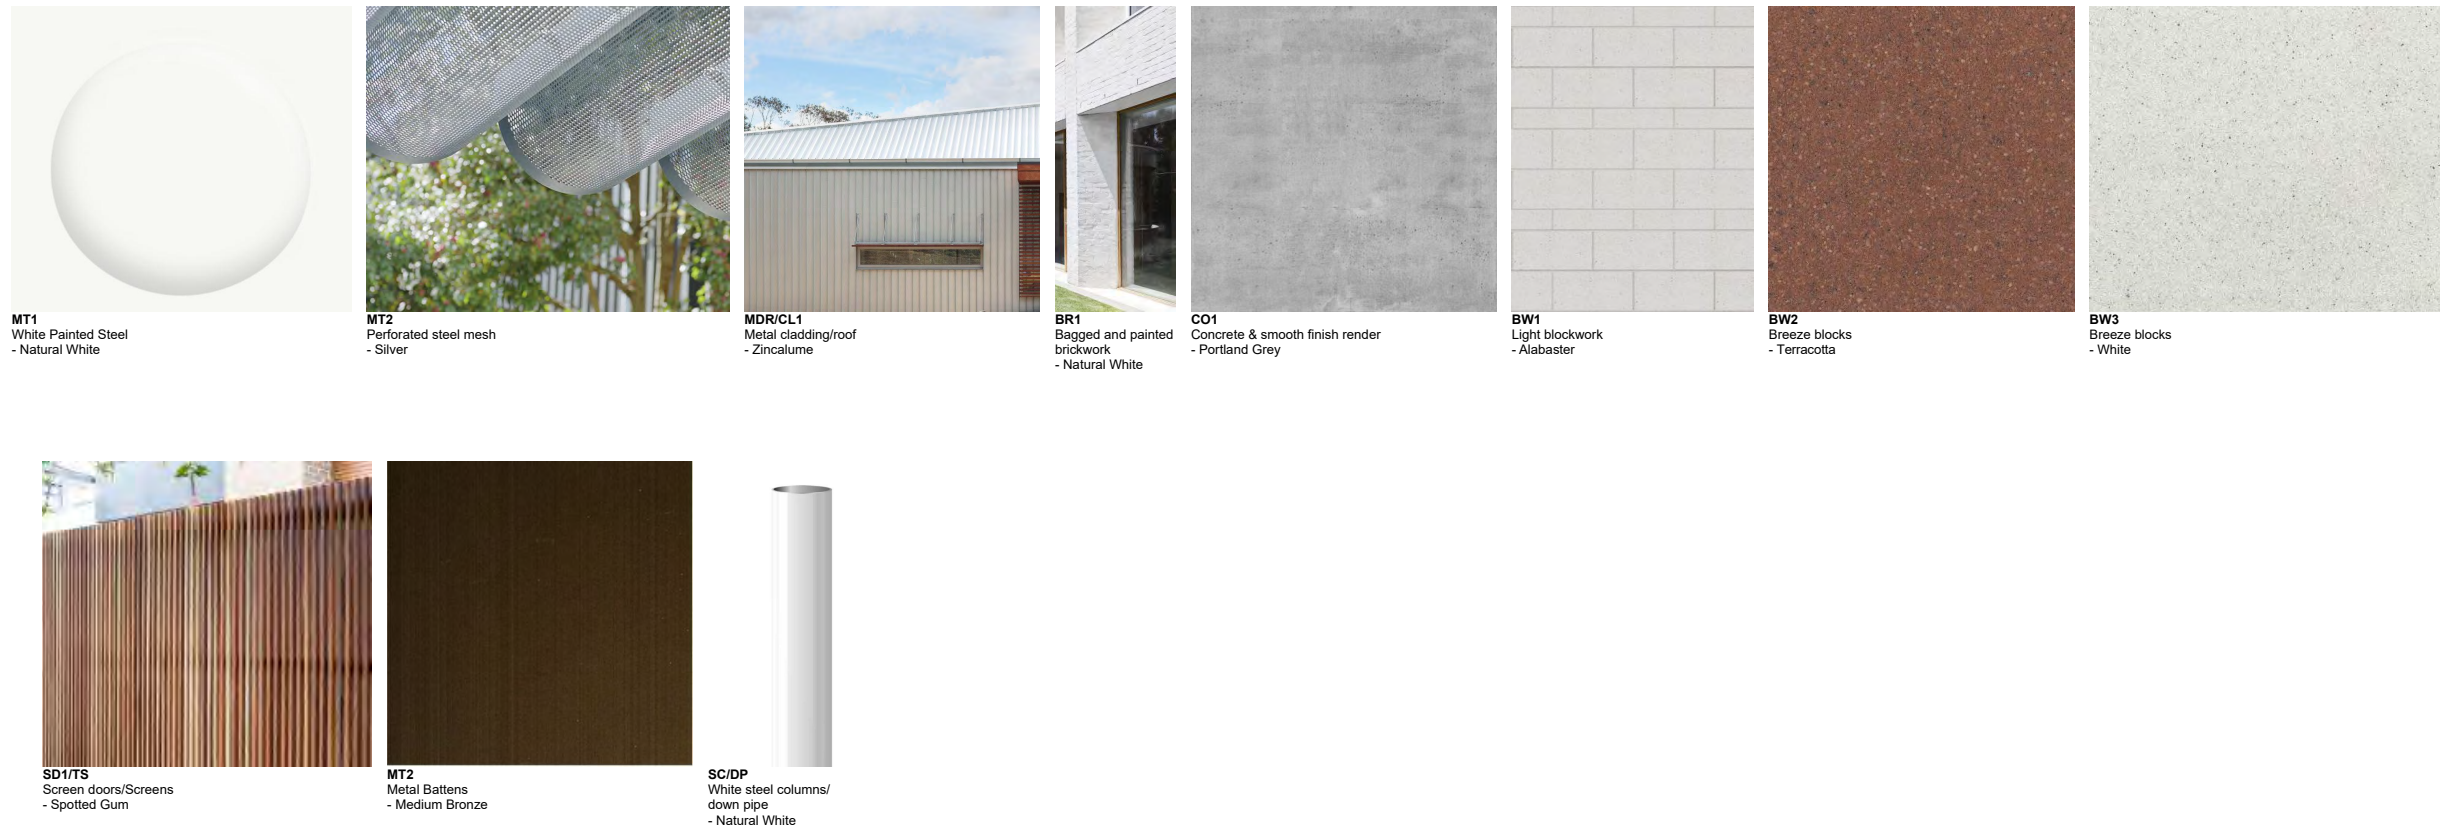 MT1
White Painted Steel
- Natural White
MT2
Perforated steel mesh
- Silver
MDR/CL1
Metal cladding/roof
- Zincalume
BR1
Bagged and painted
brickwork
- Natural White
CO1
Concrete & smooth finish render
- Portland Grey
BW1
Light blockwork
- Alabaster
BW2
Breeze blocks
- Terracotta
BW3
Breeze blocks
- White
SD1/TS
Screen doors/Screens
- Spotted Gum
MT2
Metal Battens
- Medium Bronze
SC/DP
White steel columns/
down pipe
- Natural White